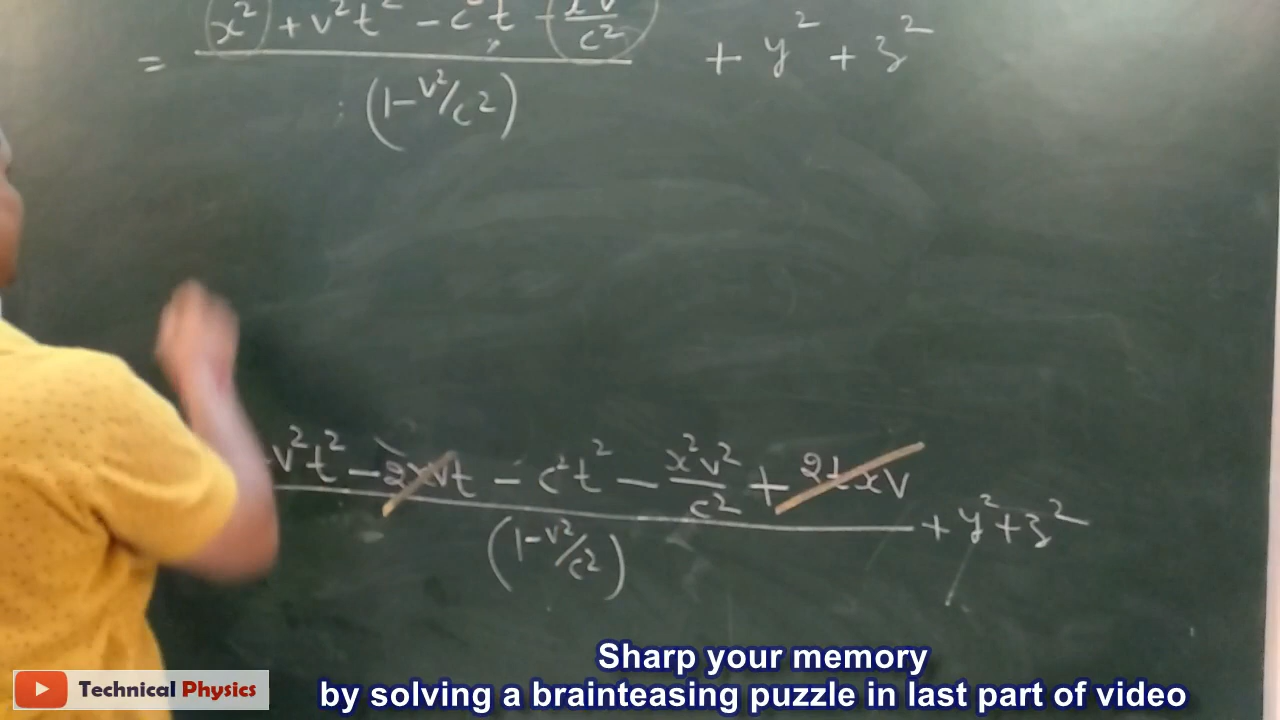 x² + v²t² - c²t² - xv/c²
= ――――― + y² + z²
(1 - v²/c²)
v²t² - 2xvt - c²t² - x²v²/c² + 2txv
――――― + y² + z²
(1 - v²/c²)
Sharp your memory
by solving a brainteasing puzzle in last part of video
Technical Physics